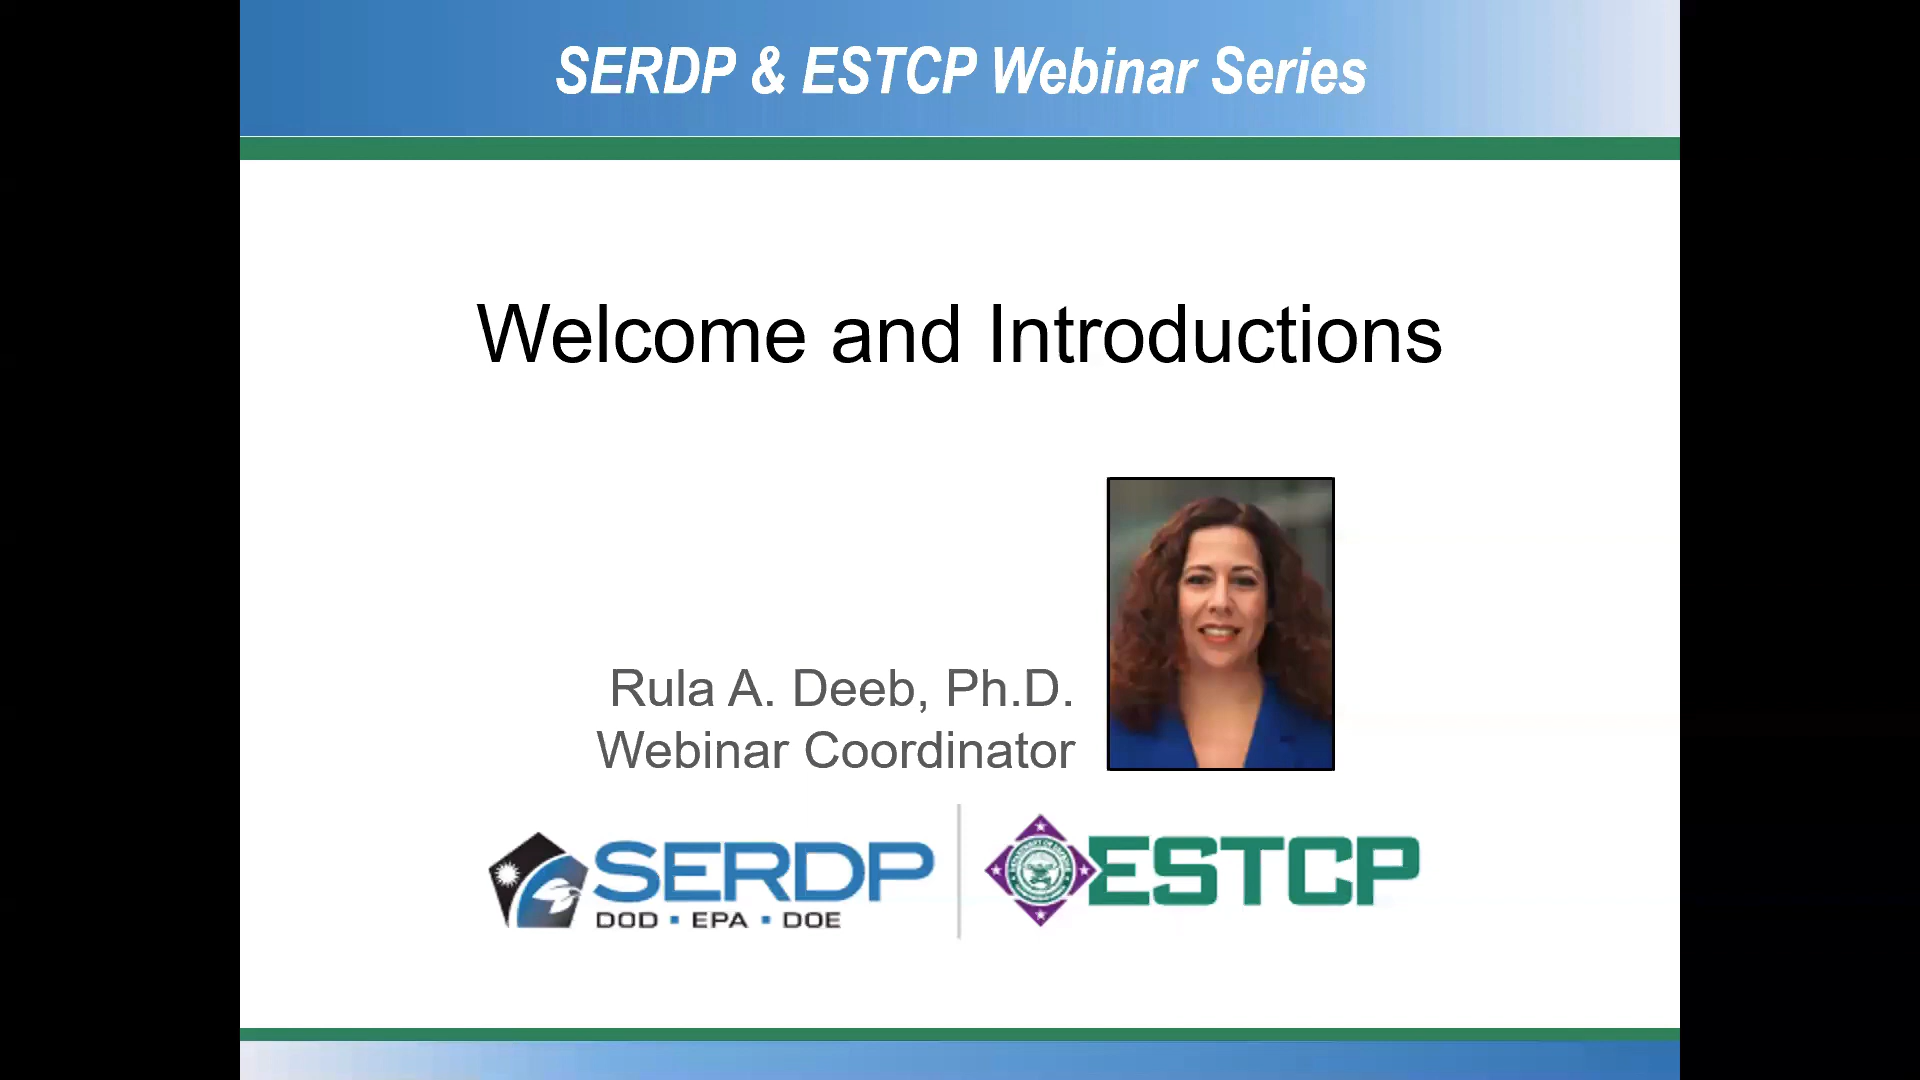 SERDP & ESTCP Webinar Series
Welcome and Introductions
Rula A. Deeb, Ph.D.
Webinar Coordinator
SERDP
DOD ▪ EPA ▪ DOE
ESTCP